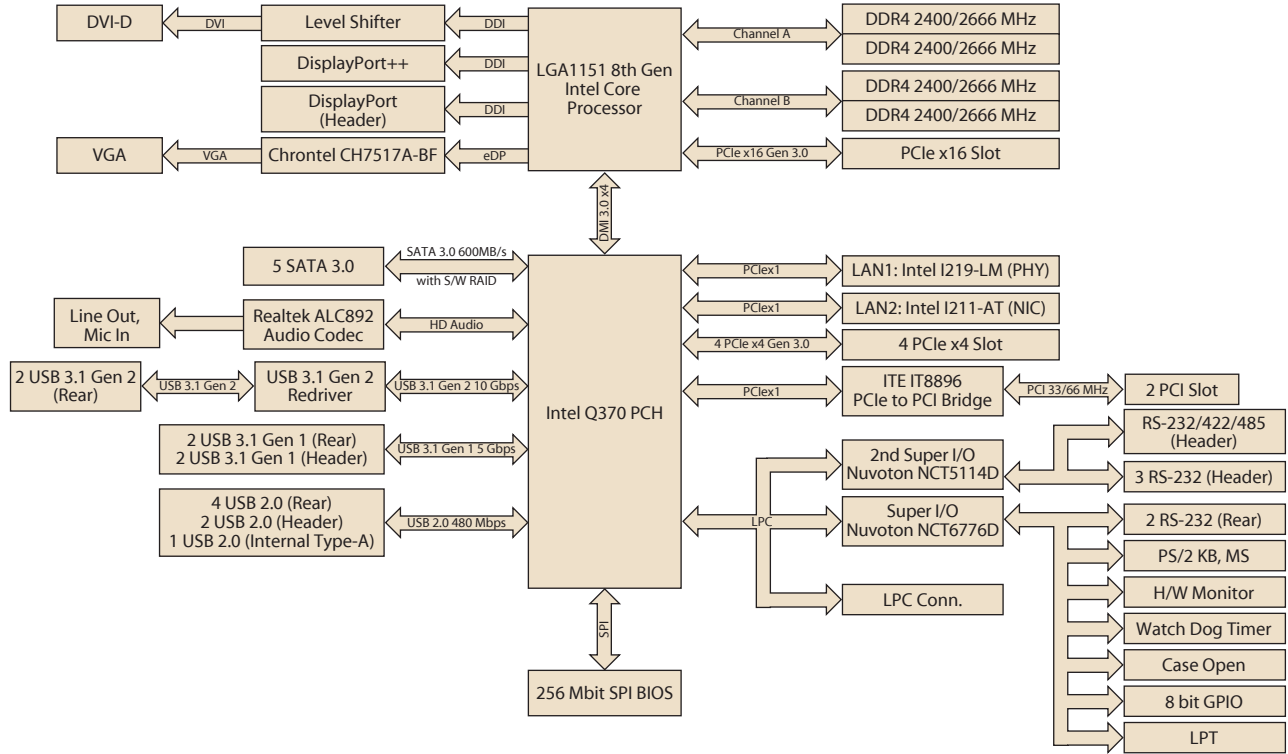 DVI-D
DVI
Level Shifter
DDI
DisplayPort++
DDI
DisplayPort
(Header)
DDI
VGA
VGA
Chrontel CH7517A-BF
eDP
LGA1151 8th Gen
Intel Core
Processor
Channel A
DDR4 2400/2666 MHz
DDR4 2400/2666 MHz
Channel B
DDR4 2400/2666 MHz
DDR4 2400/2666 MHz
PCIe x16 Gen 3.0
PCIe x16 Slot
DMI 3.0 x4
5 SATA 3.0
SATA 3.0 600MB/s
with S/W RAID
Line Out,
Mic In
Realtek ALC892
Audio Codec
HD Audio
2 USB 3.1 Gen 2
(Rear)
USB 3.1 Gen 2
USB 3.1 Gen 2
Redriver
USB 3.1 Gen 2 10 Gbps
2 USB 3.1 Gen 1 (Rear)
2 USB 3.1 Gen 1 (Header)
USB 3.1 Gen 1 5 Gbps
4 USB 2.0 (Rear)
2 USB 2.0 (Header)
1 USB 2.0 (Internal Type-A)
USB 2.0 480 Mbps
Intel Q370 PCH
PCIex1
LAN1: Intel I219-LM (PHY)
PCIex1
LAN2: Intel I211-AT (NIC)
4 PCIe x4 Gen 3.0
4 PCIe x4 Slot
PCIex1
ITE IT8896
PCIe to PCI Bridge
PCI 33/66 MHz
2 PCI Slot
LPC
2nd Super I/O
Nuvoton NCT5114D
RS-232/422/485
(Header)
3 RS-232 (Header)
Super I/O
Nuvoton NCT6776D
2 RS-232 (Rear)
PS/2 KB, MS
H/W Monitor
Watch Dog Timer
Case Open
8 bit GPIO
LPT
LPC Conn.
SPI
256 Mbit SPI BIOS